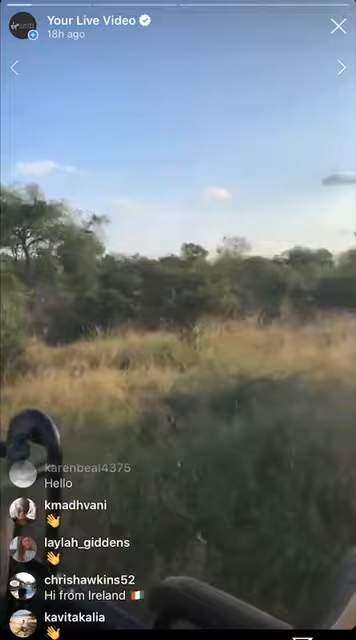 Your Live Video
18h ago
karenbeal4375
Hello
kmadhvani
👋
laylah_giddens
👋
chrishawkins52
Hi from Ireland 🇨🇮
kavitakalia
👋